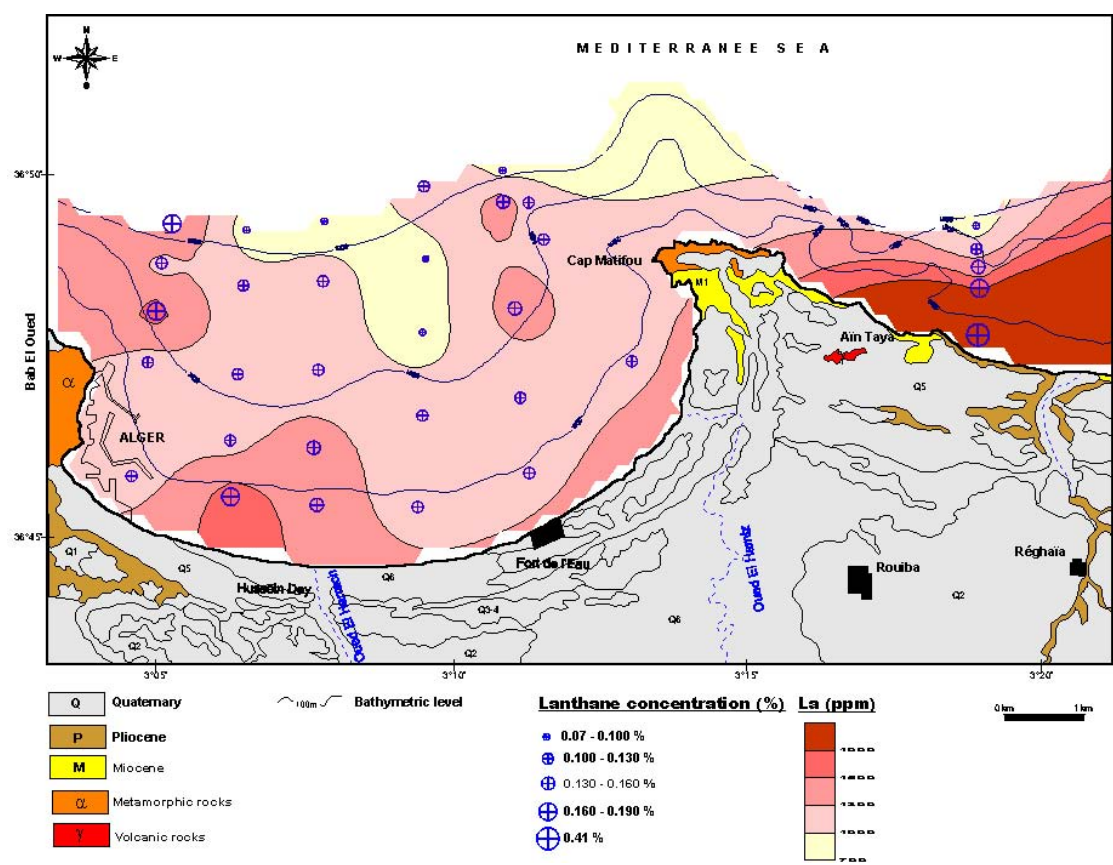 N
W E
S
MEDITERRANEE SEA
36°50'
Cap Matifou
M1
Bab El Oued
Aïn Taya
α
Q5
ALGER
36°45'
Q1
Q5
Q6
Fort de l'Eau
Réghaïa
Rouiba
Hussein Dey
Oued El Hamiz
Q3-4
Q2
Q6
Q2
Q2
3°05'
3°10'
3°15'
3°20'
Q Quaternary
100m Bathymetric level
Lanthane concentration (%)
La (ppm)
0 km 1 km
P Pliocene
0.07 - 0.100 %
M Miocene
0.100 - 0.130 %
0.130 - 0.160 %
α Metamorphic rocks
0.160 - 0.190 %
γ Volcanic rocks
0.41 %